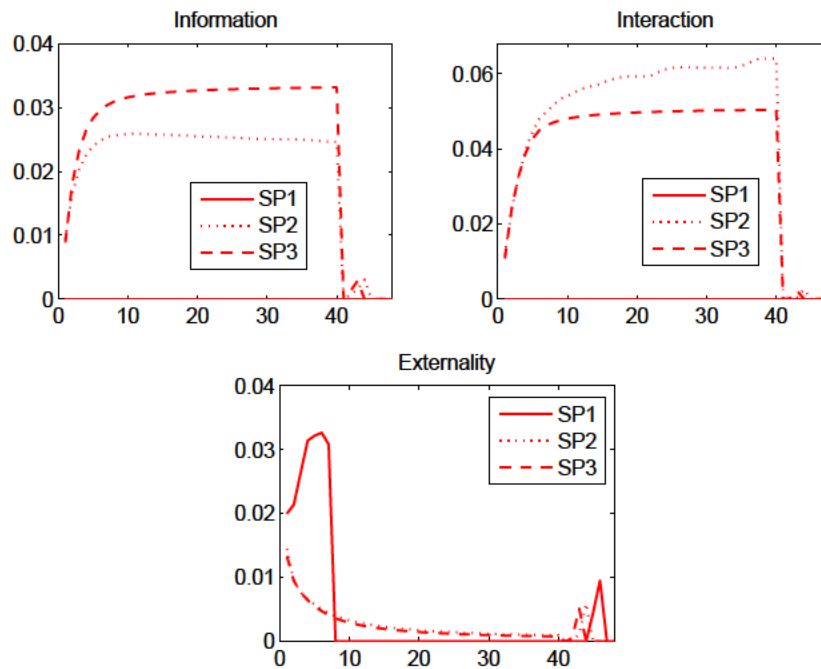 Information
0.04
0.03
0.02
0.01
0
0 10 20 30 40
SP1
SP2
SP3
Interaction
0.06
0.04
0.02
0
0 10 20 30 40
SP1
SP2
SP3
Externality
0.04
0.03
0.02
0.01
0
0 10 20 30 40
SP1
SP2
SP3